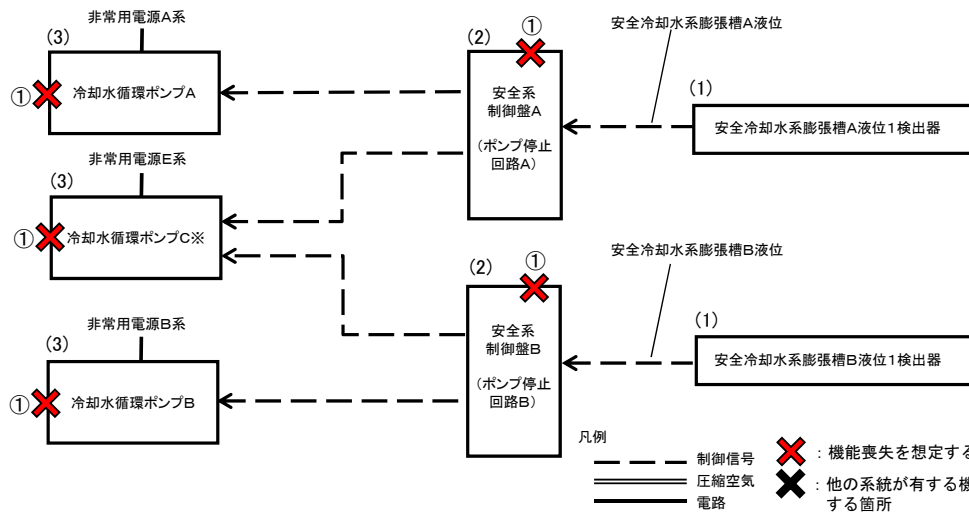 非常用電源A系
(3)
①
冷却水循環ポンプA
(2)
①
安全系
制御盤A
(ポンプ停止
回路A)
安全冷却水系膨張槽A液位
(1)
安全冷却水系膨張槽A液位1検出器
非常用電源E系
(3)
①
冷却水循環ポンプC※
非常用電源B系
(3)
①
冷却水循環ポンプB
(2)
①
安全系
制御盤B
(ポンプ停止
回路B)
安全冷却水系膨張槽B液位
(1)
安全冷却水系膨張槽B液位1検出器
凡例
制御信号
圧縮空気
電路
：機能喪失を想定する
：他の系統が有する機
する箇所